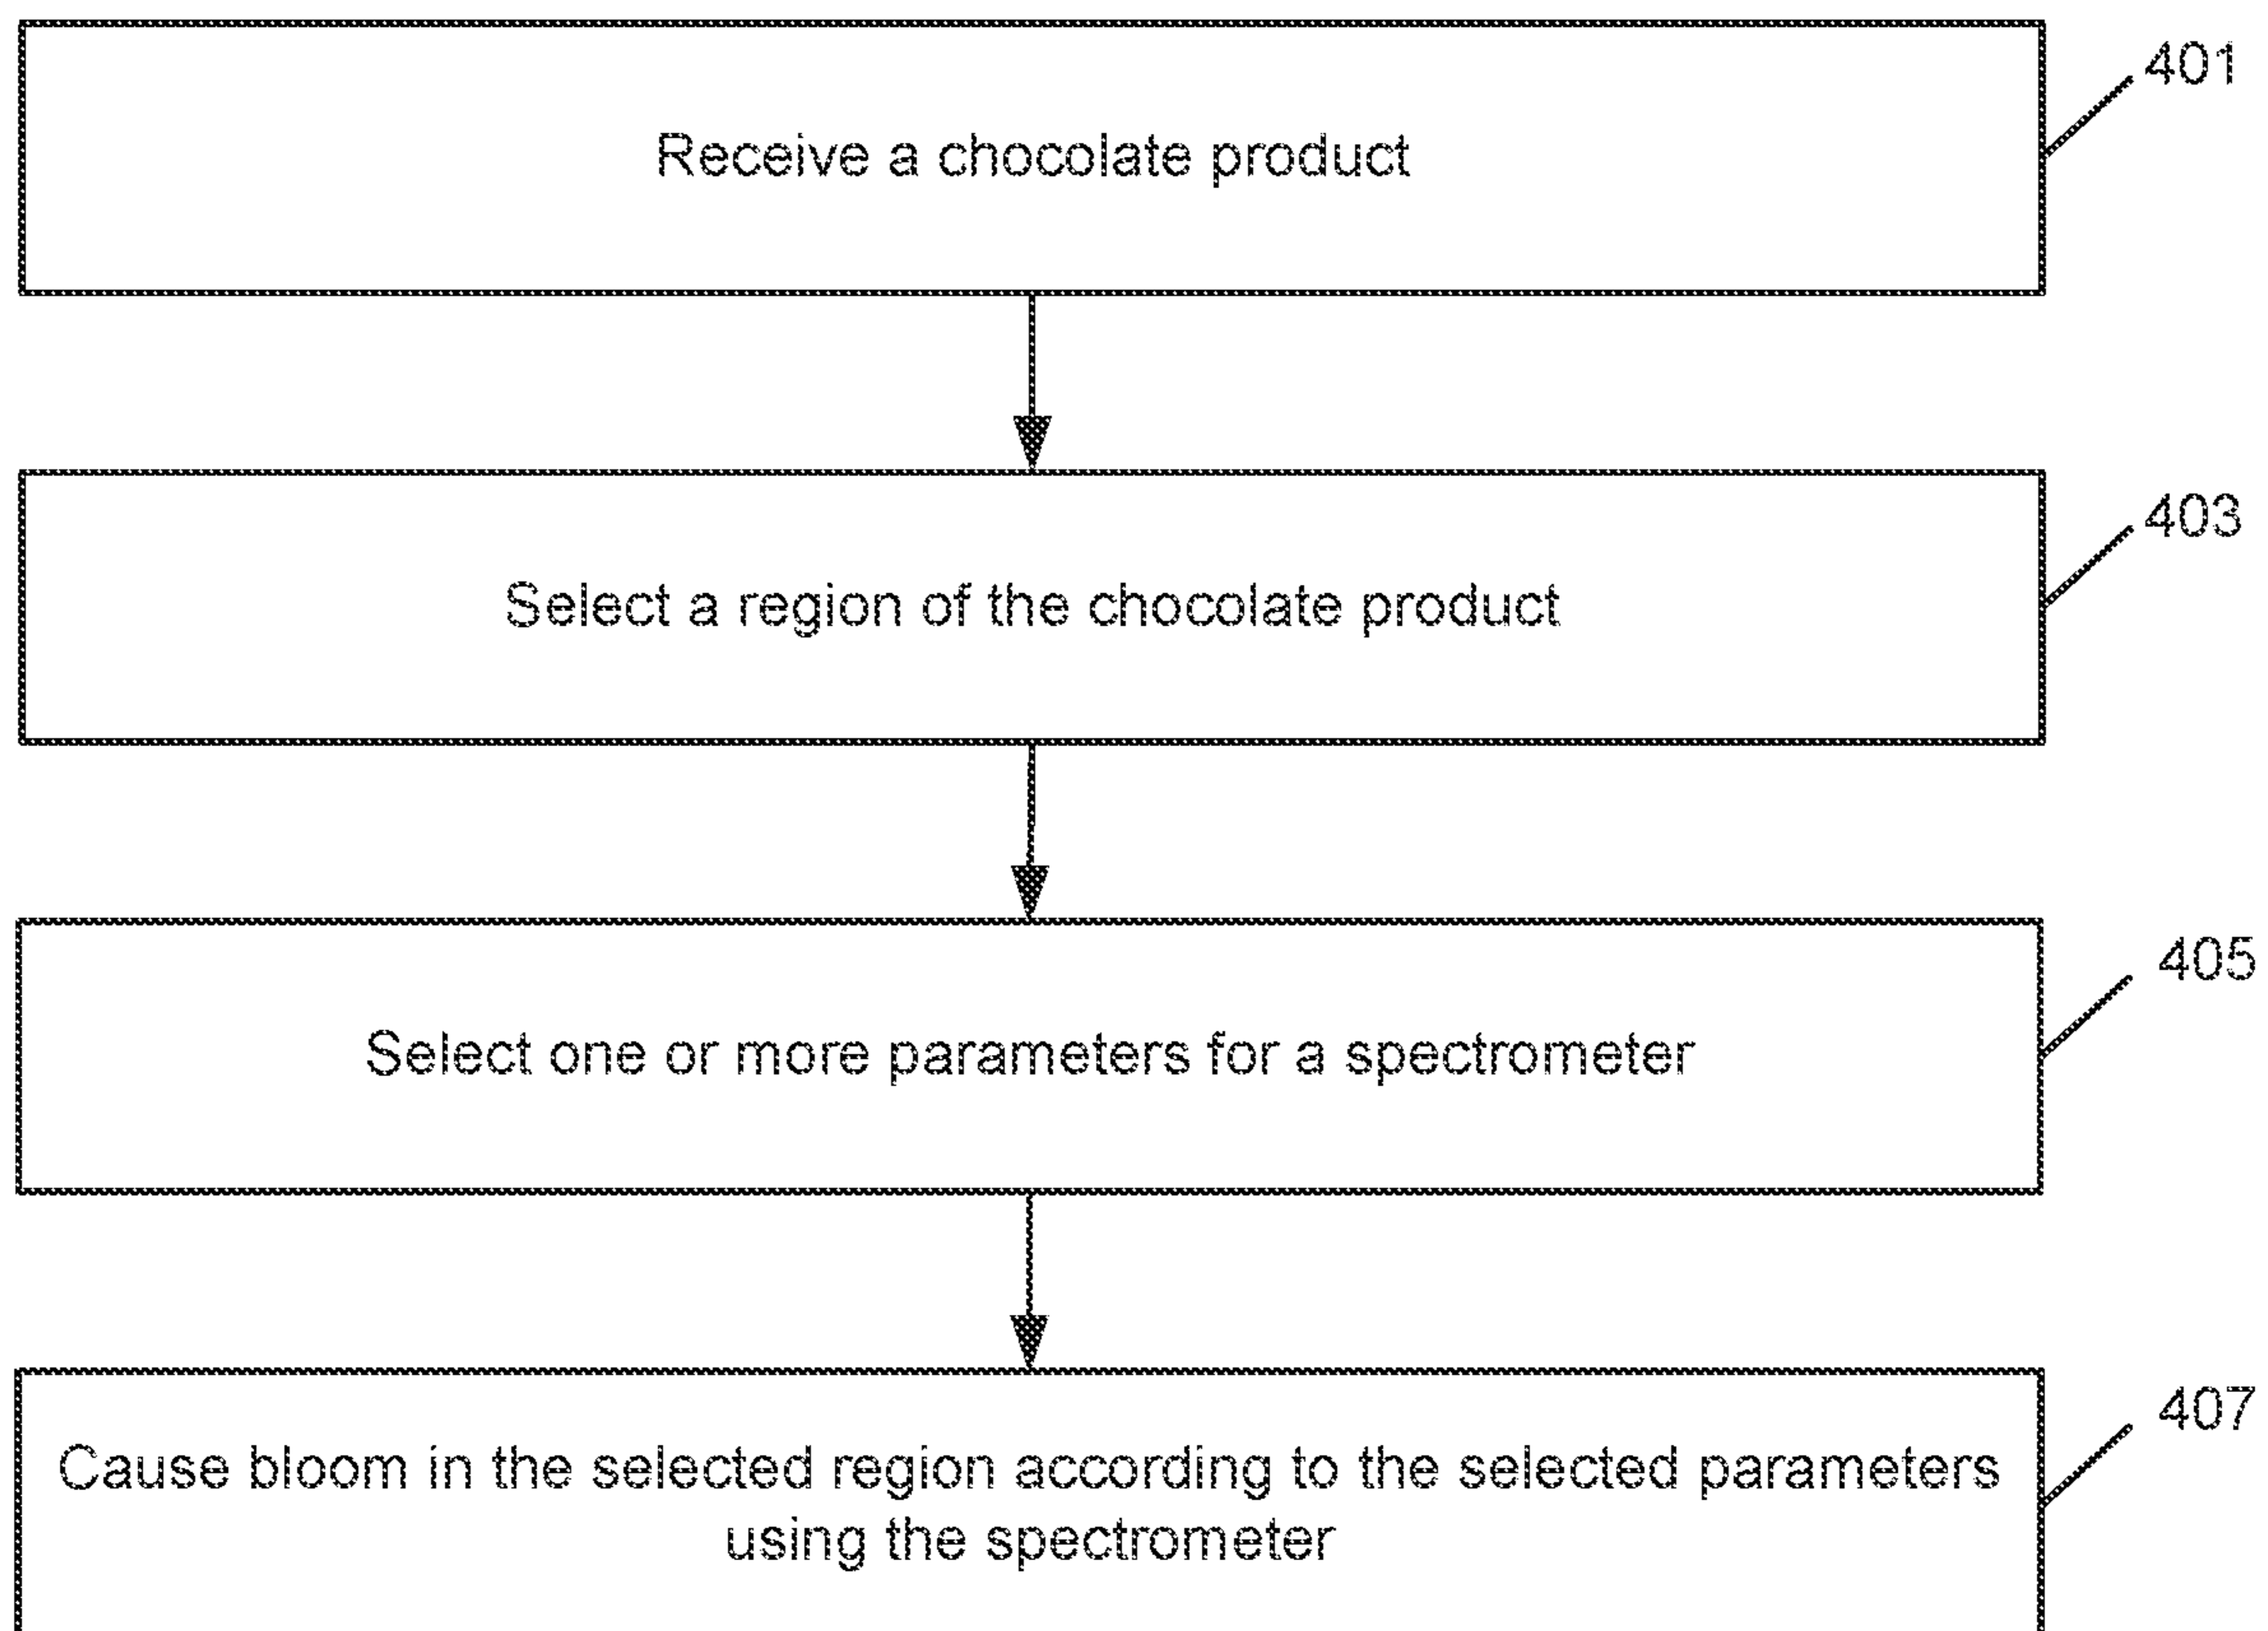 401
Receive a chocolate product
403
Select a region of the chocolate product
405
Select one or more parameters for a spectrometer
407
Cause bloom in the selected region according to the selected parameters
using the spectrometer